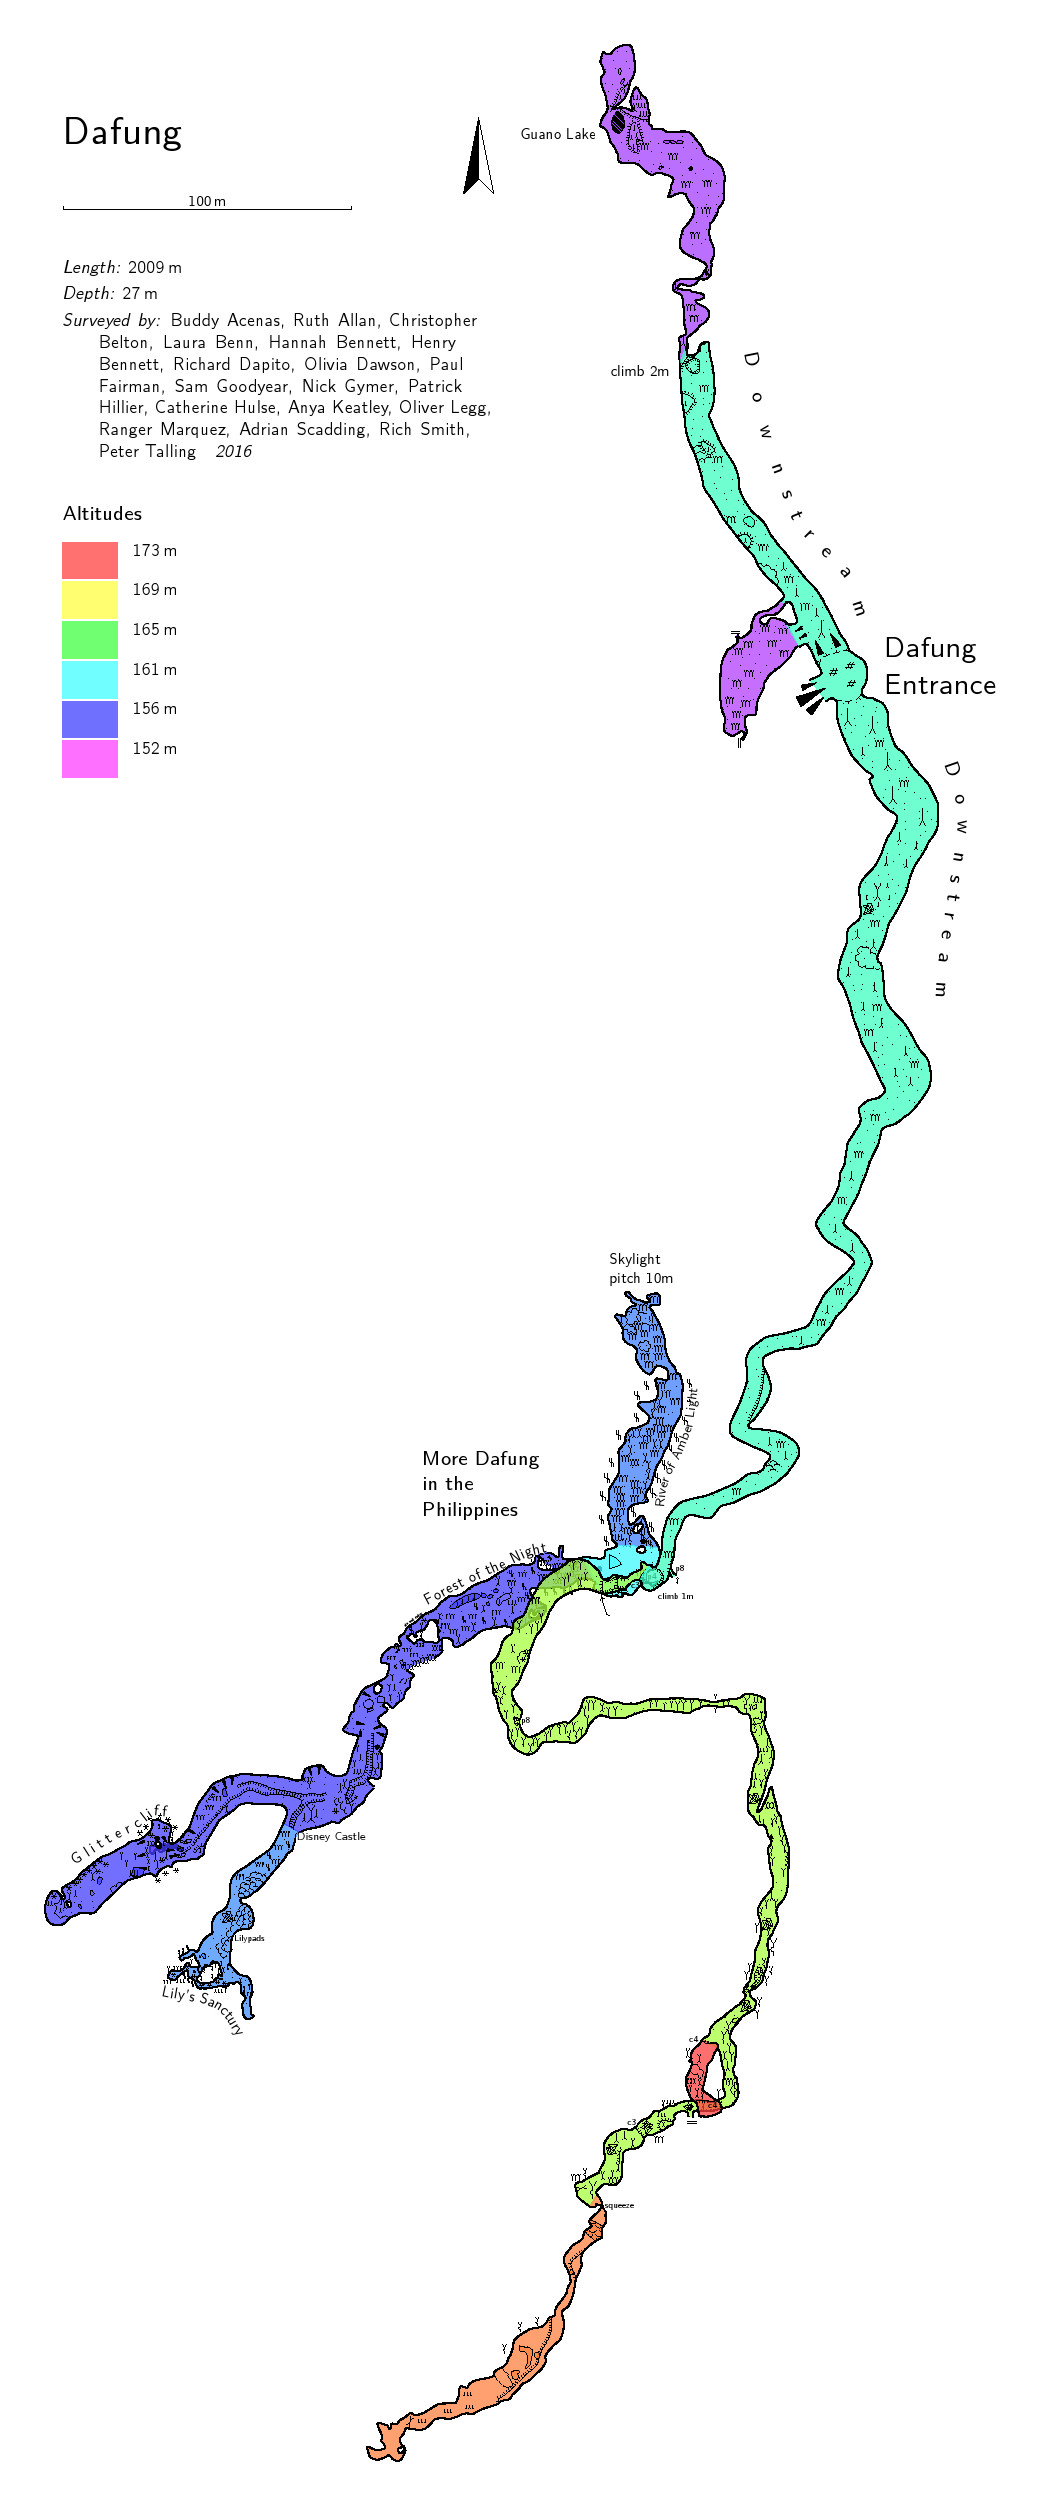 Dafung
100 m
Length: 2009 m
Depth: 27 m
Surveyed by: Buddy Acenas, Ruth Allan, Christopher
Belton, Laura Benn, Hannah Bennett, Henry
Bennett, Richard Dapito, Olivia Dawson, Paul
Fairman, Sam Goodyear, Nick Gymer, Patrick
Hillier, Catherine Hulse, Anya Keatley, Oliver Legg,
Ranger Marquez, Adrian Scadding, Rich Smith,
Peter Talling 2016
Altitudes
173 m
169 m
165 m
161 m
156 m
152 m
Guano Lake
climb 2m
Downstream
Dafung
Entrance
Downstream
Skylight
pitch 10m
River of Amber Light
More Dafung
in the
Philippines
Forest of the Night
p8
climb 1m
p8
Glittercliff
Disney Castle
Lilypads
Lily's Sanctury
c4
c4
c3
squeeze